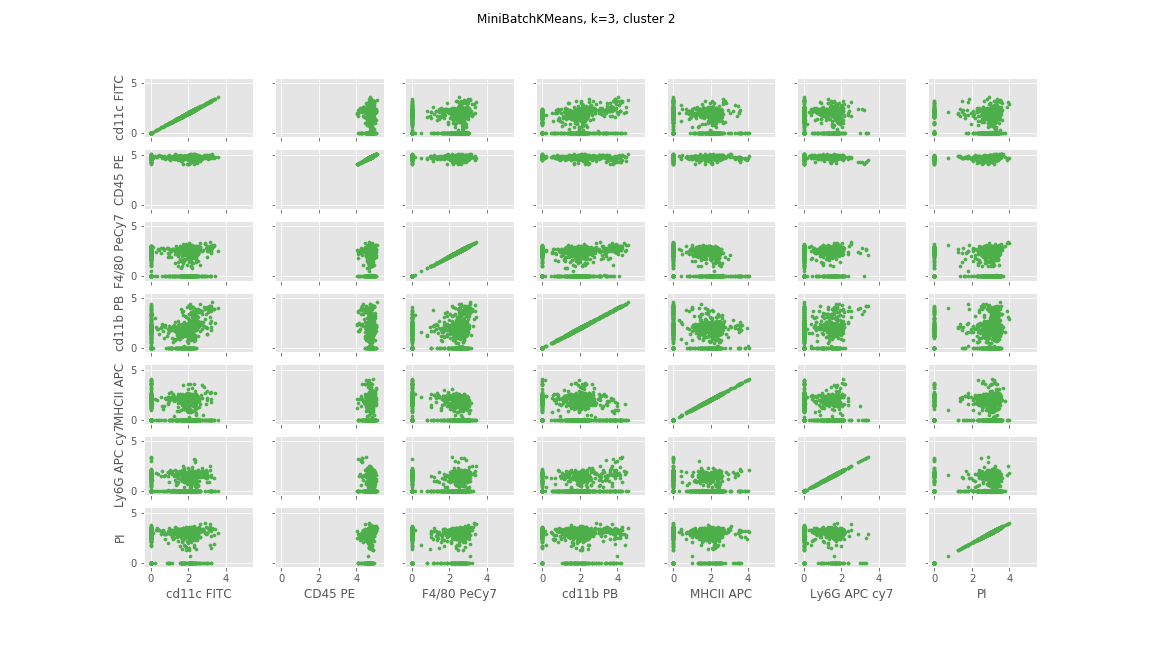 MiniBatchKMeans, k=3, cluster 2
cd11c FITC
5
0
CD45 PE
5
0
F4/80 PeCy7
5
0
cd11b PB
5
0
MHCII APC
5
0
Ly6G APC cy7
5
0
PI
5
0
0 2 4 0 2 4 0 2 4 0 2 4 0 2 4 0 2 4 0 2 4
cd11c FITC CD45 PE F4/80 PeCy7 cd11b PB MHCII APC Ly6G APC cy7 PI